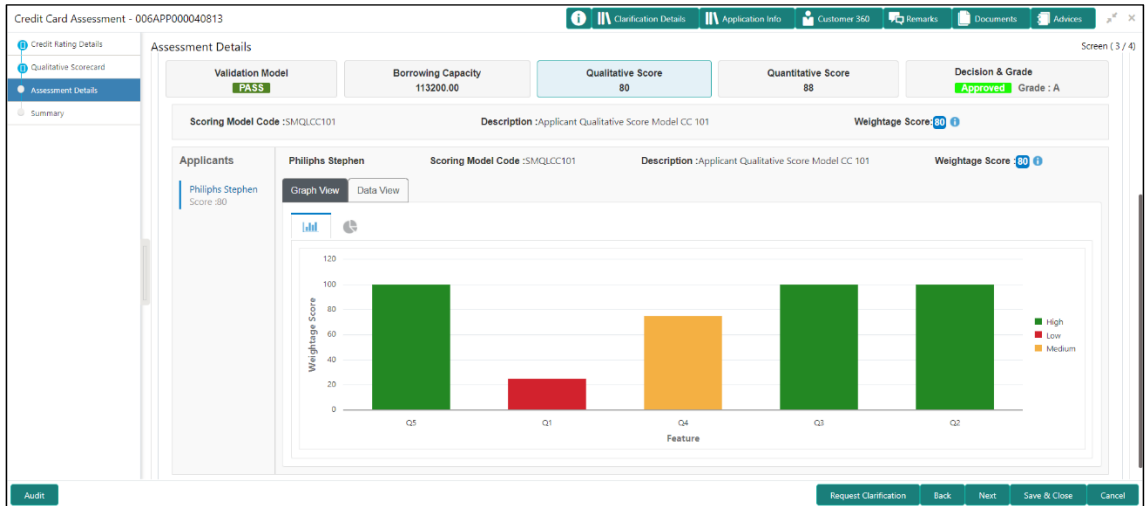 Credit Card Assessment - 006APP000040813
Clarification Details Application Info Customer 360 Remarks Documents Advices
Credit Rating Details
Qualitative Scorecard
Assessment Details
Summary
Assessment Details Screen ( 3 / 4)
Validation Model Borrowing Capacity Qualitative Score Quantitative Score Decision & Grade
PASS 113200.00 80 88 Approved Grade : A
Scoring Model Code :SMQLCC101 Description :Applicant Qualitative Score Model CC 101 Weightage Score:80
Applicants
Philiphs Stephen
Score :80
Philiphs Stephen Scoring Model Code :SMQLCC101 Description :Applicant Qualitative Score Model CC 101 Weightage Score :80
Graph View Data View
Weightage Score
120
100
80
60
40
20
0
Q5 Q1 Q4 Q3 Q2
Feature
High
Low
Medium
Audit Request Clarification Back Next Save & Close Cancel